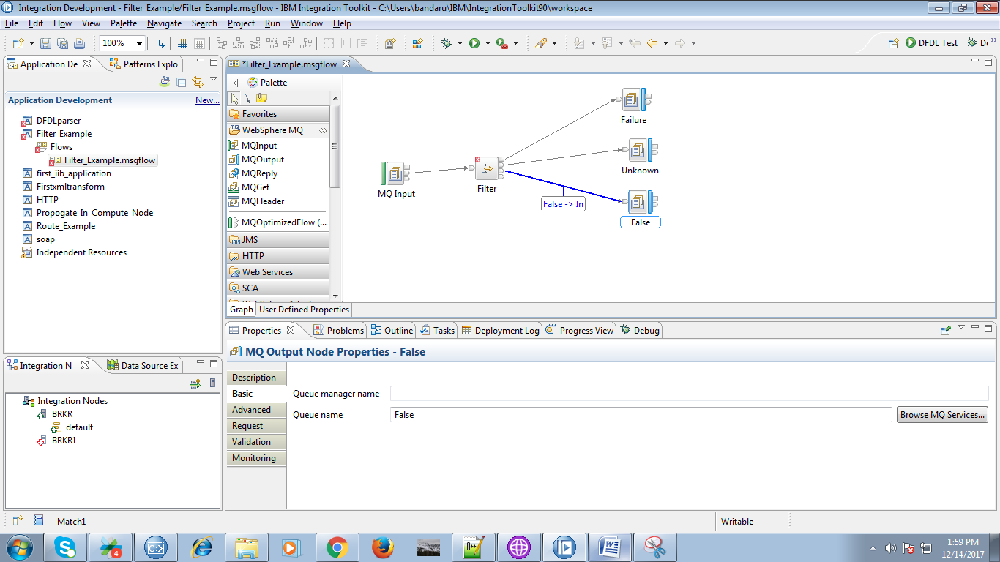 Integration Development - Filter_Example/Filter_Example.msgflow - IBM Integration Toolkit - C:\Users\bandaru\IBM\IntegrationToolkit90\workspace
File Edit Flow View Palette Navigate Search Project Run Window Help
100%
DFDL Test
D
Application De
Patterns Explo
Application Development
New...
DFDLparser
Filter_Example
Flows
Filter_Example.msgflow
first_iib_application
Firstxmltransform
HTTP
Propogate_In_Compute_Node
Route_Example
soap
Independent Resources
*Filter_Example.msgflow
Palette
Favorites
WebSphere MQ
MQInput
MQOutput
MQReply
MQGet
MQHeader
MQOptimizedFlow (...
JMS
HTTP
Web Services
SCA
MQ Input
Filter
Failure
Unknown
False -> In
False
Graph
User Defined Properties
Integration N
Data Source Ex
Integration Nodes
BRKR
default
BRKR1
Properties
Problems
Outline
Tasks
Deployment Log
Progress View
Debug
MQ Output Node Properties - False
Description
Basic
Advanced
Request
Validation
Monitoring
Queue manager name
Queue name
False
Browse MQ Services...
Match1
Writable
4
N++
W
1:59 PM
12/14/2017